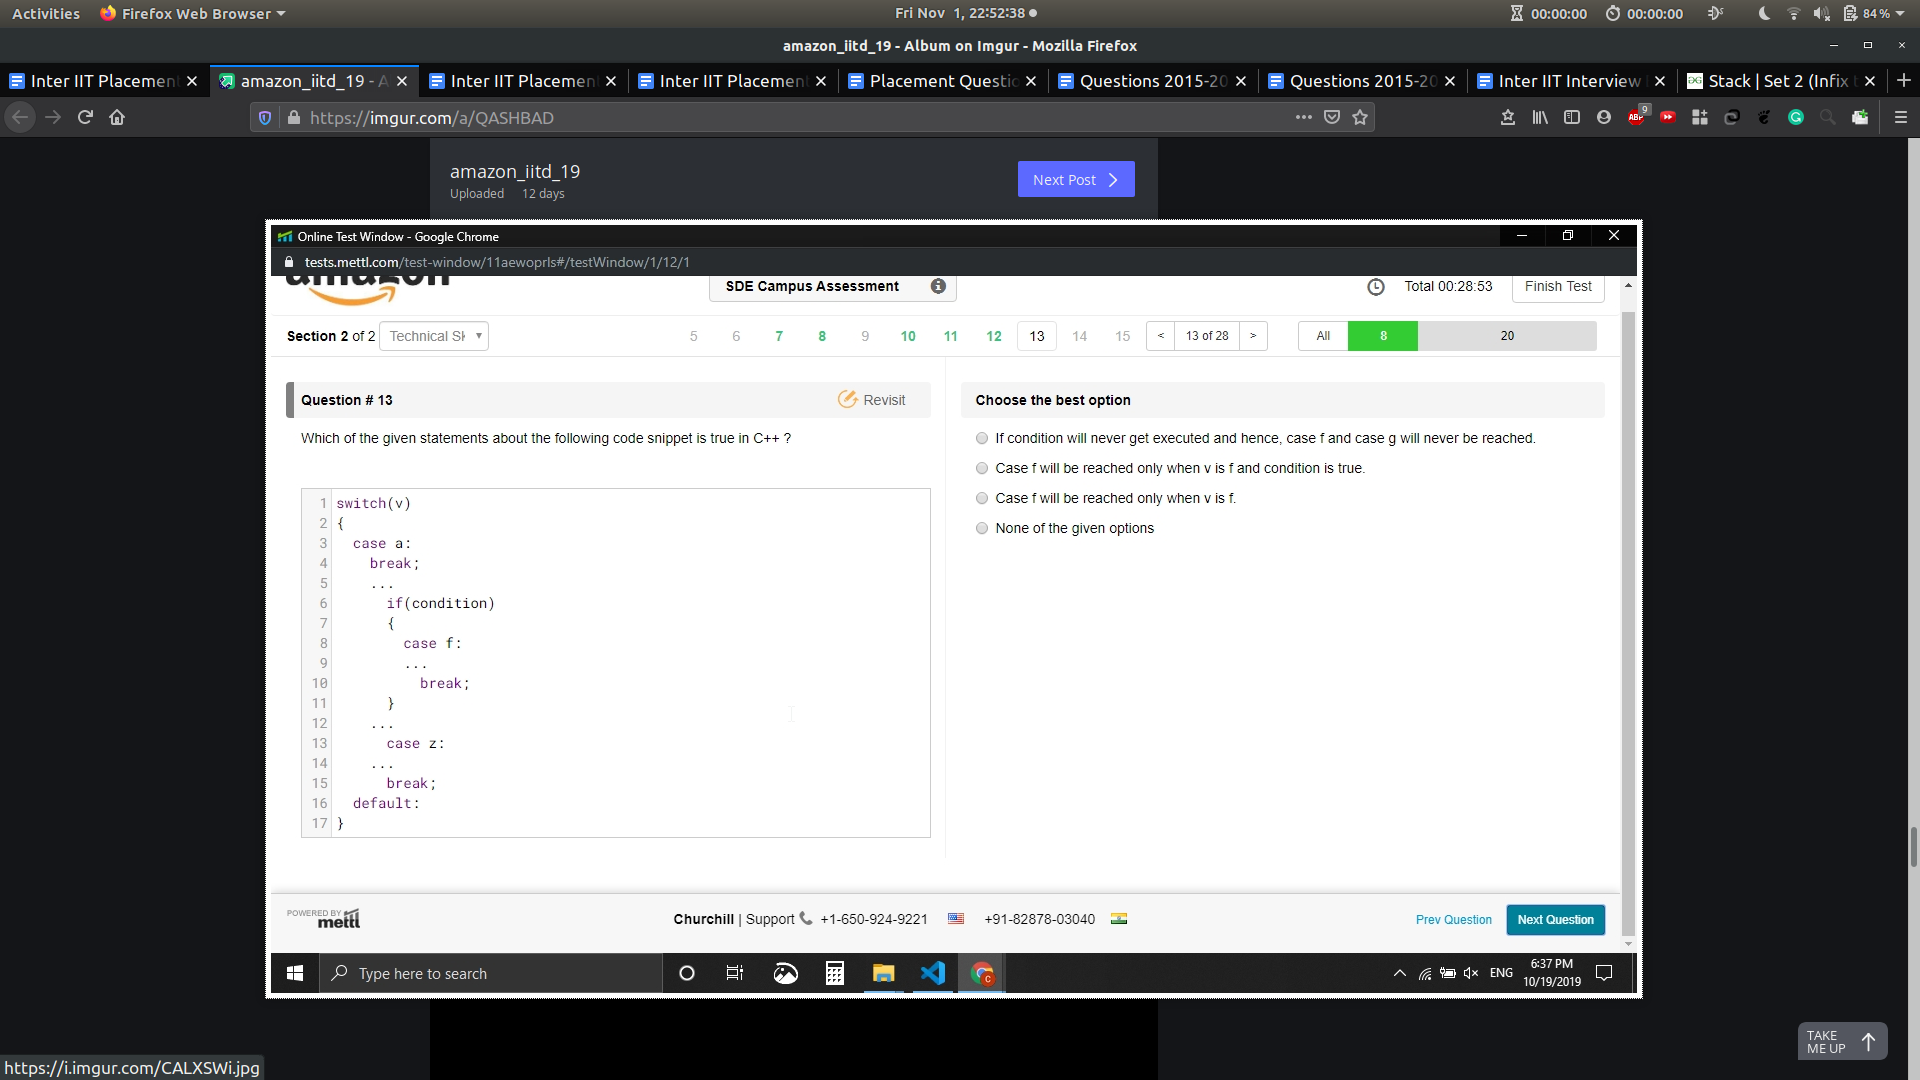 Activities Firefox Web Browser Fri Nov 1, 22:52:38 00:00:00 00:00:00 84 %
amazon_iitd_19 - Album on Imgur - Mozilla Firefox
Inter IIT Placemen amazon_iitd_19 - A Inter IIT Placemen Inter IIT Placemen Placement Questio Questions 2015-20 Questions 2015-20 Inter IIT Interview Stack | Set 2 (Infix t
https://imgur.com/a/QASHBAD ABP 9
amazon_iitd_19
Uploaded 12 days
Next Post
Online Test Window - Google Chrome
tests.mettl.com/test-window/11aewoprls#/testWindow/1/12/1
amazon
SDE Campus Assessment
Total 00:28:53
Finish Test
Section 2 of 2 Technical Sk 5 6 7 8 9 10 11 12 13 14 15 < 13 of 28 > All 8 20
Question # 13
Revisit
Choose the best option
Which of the given statements about the following code snippet is true in C++ ?
If condition will never get executed and hence, case f and case g will never be reached.
Case f will be reached only when v is f and condition is true.
Case f will be reached only when v is f.
None of the given options
1 switch(v)
2 {
3 case a:
4 break;
5 ...
6 if(condition)
7 {
8 case f:
9 ...
10 break;
11 }
12 ...
13 case z:
14 ...
15 break;
16 default:
17 }
POWERED BY
mettl
Churchill | Support +1-650-924-9221 +91-82878-03040
Prev Question
Next Question
Type here to search
C
ENG
6:37 PM
10/19/2019
TAKE
ME UP
https://i.imgur.com/CALXSWi.jpg